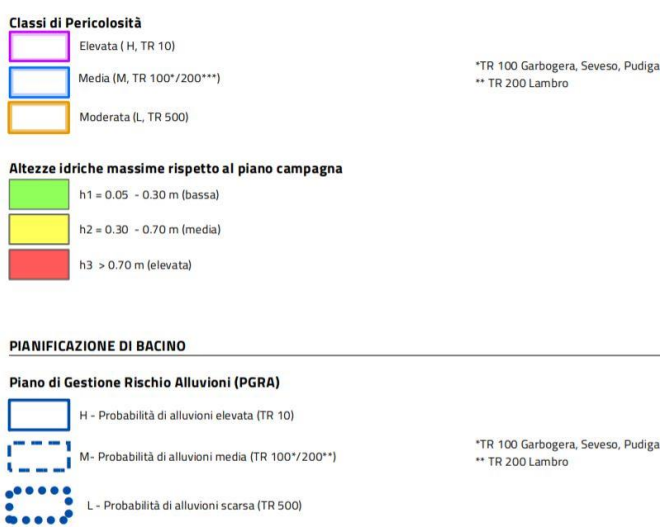 Classi di Pericolosità
Elevata ( H, TR 10)
Media (M, TR 100*/200***)
Moderata (L, TR 500)
*TR 100 Garbogera, Seveso, Pudiga
** TR 200 Lambro
Altezze idriche massime rispetto al piano campagna
h1 = 0.05 - 0.30 m (bassa)
h2 = 0.30 - 0.70 m (media)
h3 > 0.70 m (elevata)
PIANIFICAZIONE DI BACINO
Piano di Gestione Rischio Alluvioni (PGRA)
H - Probabilità di alluvioni elevata (TR 10)
M- Probabilità di alluvioni media (TR 100*/200**)
L - Probabilità di alluvioni scarsa (TR 500)
*TR 100 Garbogera, Seveso, Pudiga
** TR 200 Lambro